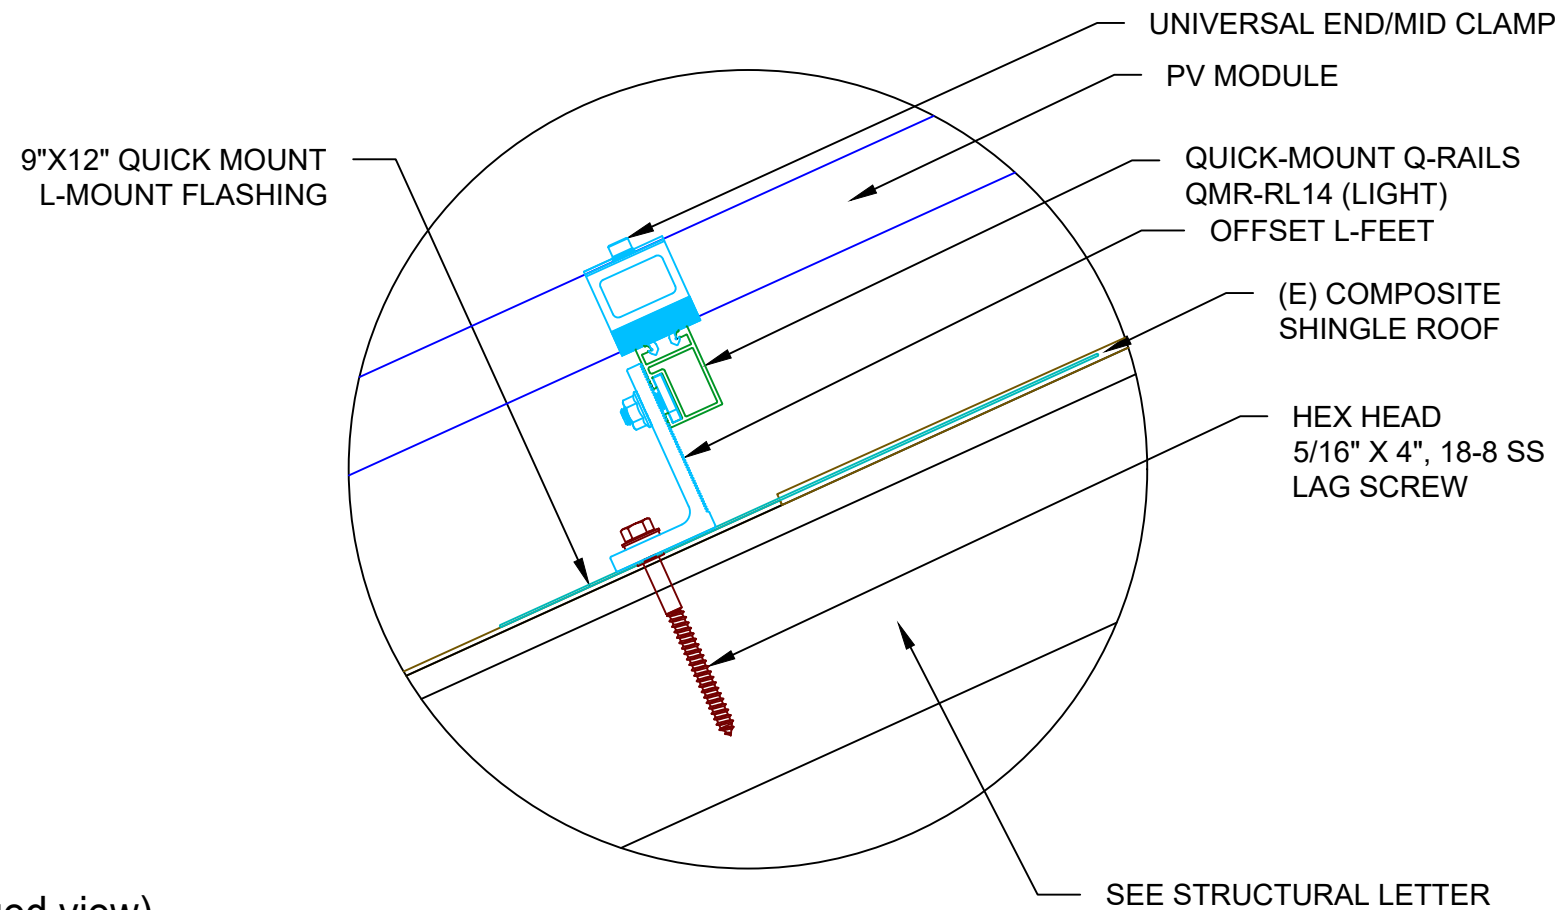 UNIVERSAL END/MID CLAMP
PV MODULE
9"X12" QUICK MOUNT
L-MOUNT FLASHING
QUICK-MOUNT Q-RAILS
QMR-RL14 (LIGHT)
OFFSET L-FEET
(E) COMPOSITE
SHINGLE ROOF
HEX HEAD
5/16" X 4", 18-8 SS
LAG SCREW
SEE STRUCTURAL LETTER
view)